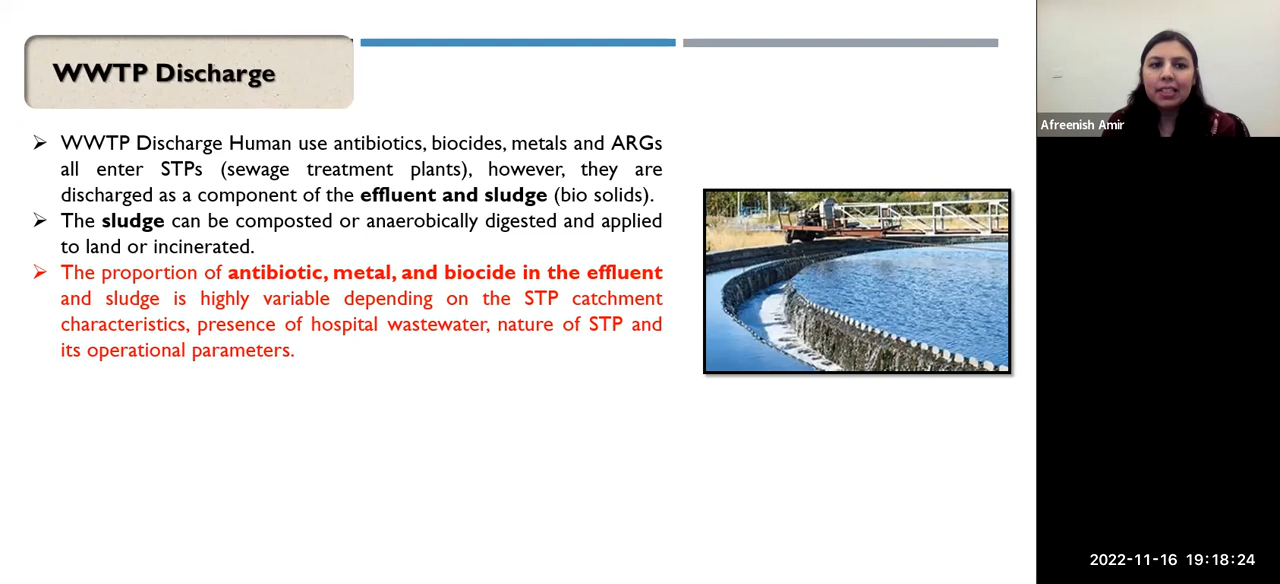 WWTP Discharge
➢ WWTP Discharge Human use antibiotics, biocides, metals and ARGs
all enter STPs (sewage treatment plants), however, they are
discharged as a component of the effluent and sludge (bio solids).
➢ The sludge can be composted or anaerobically digested and applied
to land or incinerated.
➢ The proportion of antibiotic, metal, and biocide in the effluent
and sludge is highly variable depending on the STP catchment
characteristics, presence of hospital wastewater, nature of STP and
its operational parameters.
Afreenish Amir
2022-11-16 19:18:24